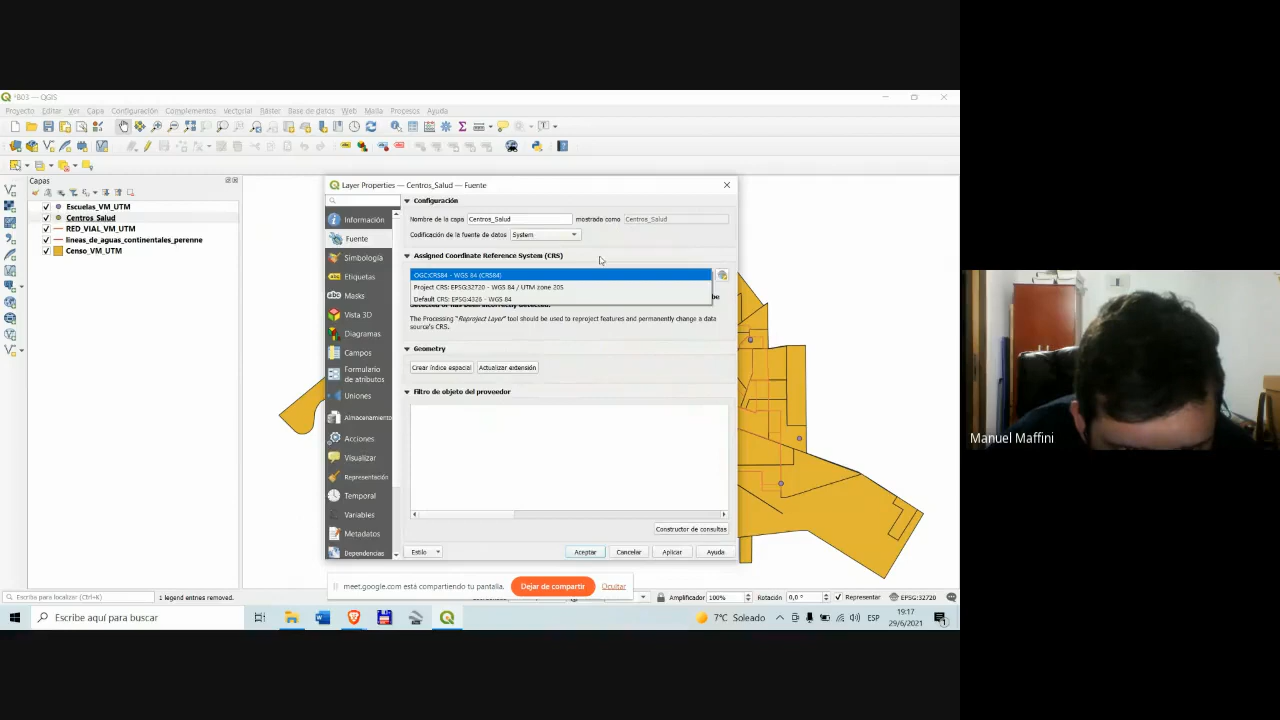 *B03 — QGIS
Proyecto Editar Ver Capa Configuración Complementos Vectorial Ráster Base de datos Web Malla Procesos Ayuda
Capas
Escuelas_VM_UTM
Centros Salud
RED_VIAL_VM_UTM
lineas_de_aguas_continentales_perenne
Censo_VM_UTM
Layer Properties — Centros_Salud — Fuente
Información
Fuente
Simbología
Etiquetas
Masks
Vista 3D
Diagramas
Campos
Formulario de atributos
Uniones
Almacenamiento
Acciones
Visualizar
Representación
Temporal
Variables
Metadatos
Dependencias
Configuración
Nombre de la capa Centros_Salud mostrada como Centros_Salud
Codificación de la fuente de datos System
Assigned Coordinate Reference System (CRS)
OGC:CRS84 - WGS 84 (CRS84)
Project CRS: EPSG:32720 - WGS 84 / UTM zone 20S
Default CRS: EPSG:4326 - WGS 84
The Processing "Reproject Layer" tool should be used to reproject features and permanently change a data
source's CRS.
Geometry
Crear índice espacial Actualizar extensión
Filtro de objeto del proveedor
Constructor de consultas
Estilo Aceptar Cancelar Aplicar Ayuda
meet.google.com está compartiendo tu pantalla. Dejar de compartir Ocultar
Escriba para localizar (Ctrl+K) 1 legend entries removed. Amplificador 100% Rotación 0,0 ° Representar EPSG:32720
Escribe aquí para buscar 7°C Soleado ESP 19:17
29/6/2021
Manuel Maffini